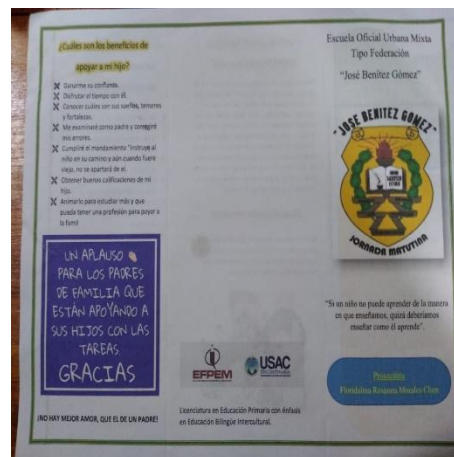 ¿Cuáles son los beneficios de
apoyar a mi hijo?
Ganarme su confianza.
Disfrutar el tiempo con él.
Conocer cuáles son sus sueños, temores
y fortalezas.
Me examinaré como padre y corregiré
mis errores.
Cumpliré el mandamiento "instruye al
niño en su camino y aún cuando fuere
viejo, no se apartará de el.
Obtener buenas calificaciones de mi
hijo.
Animarlo para estudiar más y que
pueda tener una profesión para poyar a
la famil
UN APLAUSO
PARA LOS PADRES
DE FAMILIA QUE
ESTÁN APOYANDO A
SUS HIJOS CON LAS
TAREAS.
GRACIAS
¡NO HAY MEJOR AMOR, QUE EL DE UN PADRE!
EFPEM
USAC
Licenciatura en Educación Primaria con énfasis
en Educación Bilingüe Intercultural.
Escuela Oficial Urbana Mixta
Tipo Federación
"José Benítez Gómez"
"JOSE BENITEZ GOMEZ"
JORNADA MATUTINA
"Si un niño no puede aprender de la manera
en que enseñamos, quizá deberíamos
enseñar como él aprende".
Proyectista
Floridalma Roxana Morales Chen